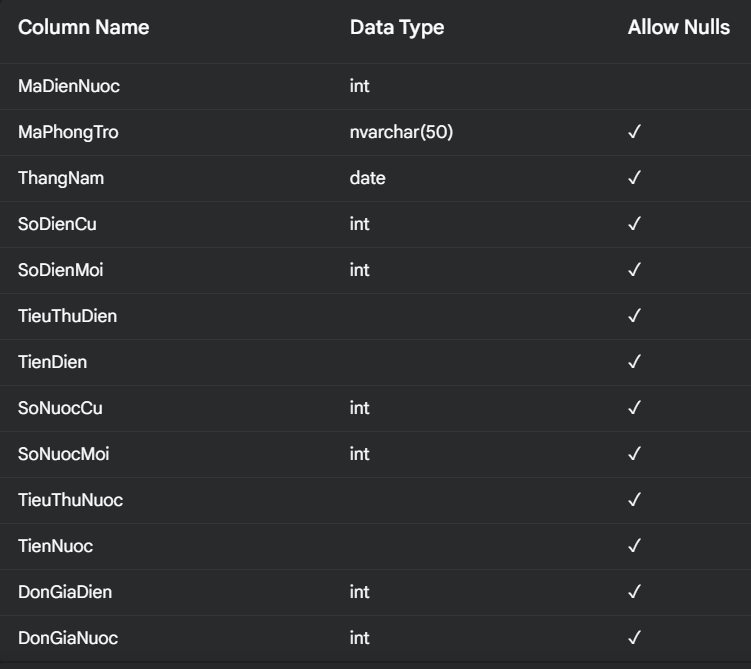 Column Name Data Type Allow Nulls
MaDienNuoc int
MaPhongTro nvarchar(50) ✓
ThangNam date ✓
SoDienCu int ✓
SoDienMoi int ✓
TieuThuDien ✓
TienDien ✓
SoNuocCu int ✓
SoNuocMoi int ✓
TieuThuNuoc ✓
TienNuoc ✓
DonGiaDien int ✓
DonGiaNuoc int ✓